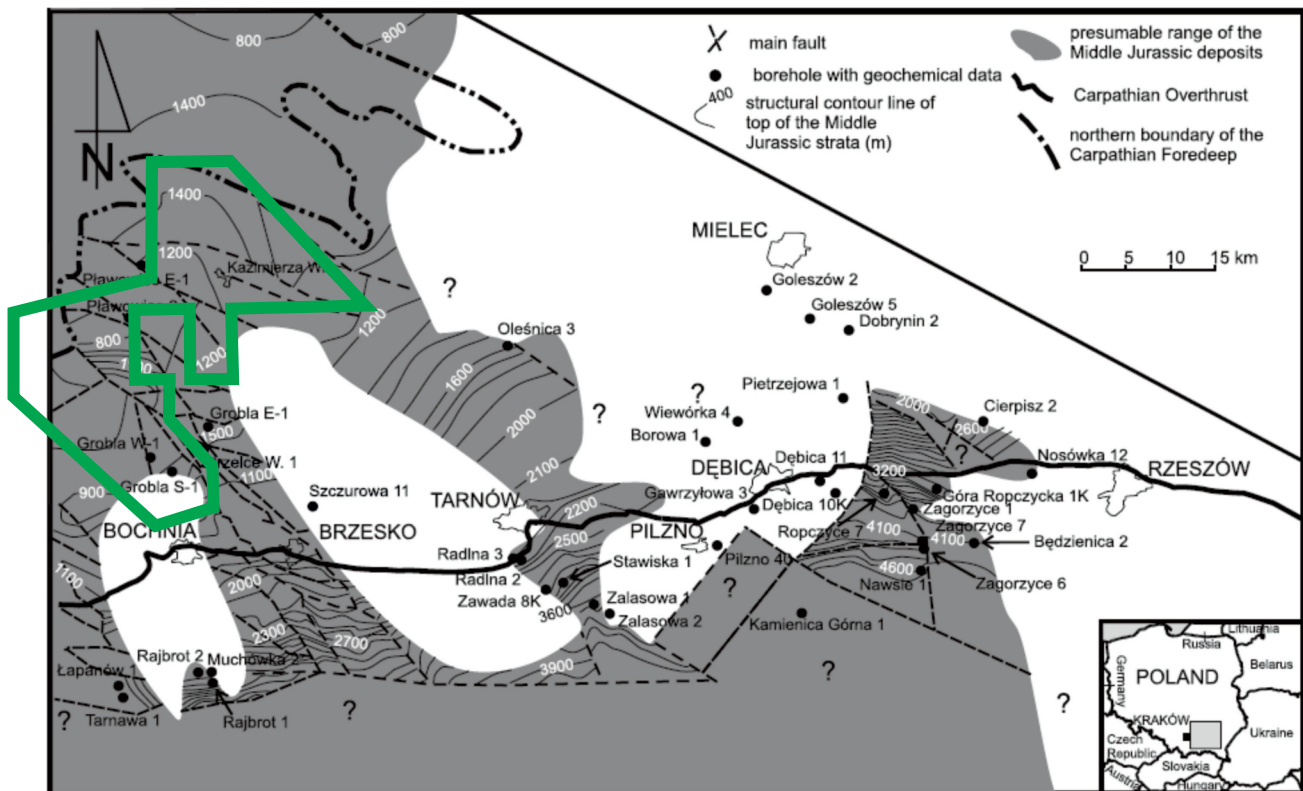 800
800
1400
N
1400
1200
Kazimierza W.
Pławowice E-1
800
1200
1200
main fault
borehole with geochemical data
400
structural contour line of
top of the Middle
Jurassic strata (m)
presumable range of the
Middle Jurassic deposits
Carpathian Overthrust
northern boundary of the
Carpathian Foredeep
0 5 10 15 km
MIELEC
Goleszów 2
Goleszów 5
Dobrynin 2
?
Oleśnica 3
1600
2000
2100
2200
2500
?
?
Pietrzejowa 1
Wiewórka 4
Borowa 1
2000
2600
Cierpisz 2
?
Nosówka 12
RZESZÓW
Grobla E-1
1500
Grobla W-1
Strzelce W. 1
1100
Grobla S-1
900
BOCHNIA
Szczurowa 11
BRZESKO
TARNÓW
DĘBICA
Dębica 11
Gawrzyłowa 3
Dębica 10K
3200
Góra Ropczycka 1K
Zagorzyce 1
Ropczyce 7
4100
Zagorzyce 7
4100
Będzienica 2
PILZNO
Pilzno 40
Radlna 3
Radlna 2
Stawiska 1
Zawada 8K
3600
Zalasowa 1
Zalasowa 2
?
4600
Nawsie 1
Zagorzyce 6
Kamienica Górna 1
1100
2000
2300
2700
3900
Rajbrot 2
Muchówka 2
Łapanów 1
Tarnawa 1
Rajbrot 1
?
?
?
?
Lithuania
Russia
Belarus
Germany
POLAND
KRAKÓW
Ukraine
Czech
Republic
Slovakia
Austria
Hungary